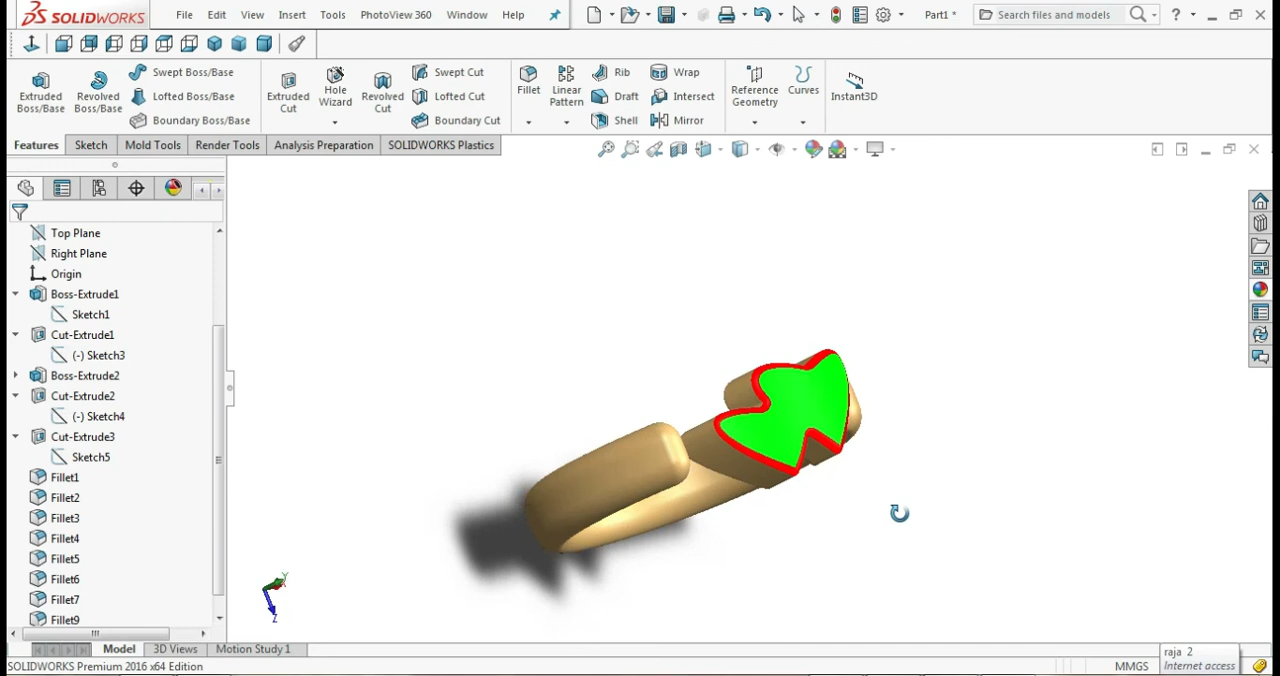 SOLIDWORKS File Edit View Insert Tools PhotoView 360 Window Help Part1 * Search files and models ?
Extruded Boss/Base
Revolved Boss/Base
Swept Boss/Base
Lofted Boss/Base
Boundary Boss/Base
Extruded Cut
Hole Wizard
Revolved Cut
Swept Cut
Lofted Cut
Boundary Cut
Fillet
Linear Pattern
Rib
Draft
Shell
Wrap
Intersect
Mirror
Reference Geometry
Curves
Instant3D
Features Sketch Mold Tools Render Tools Analysis Preparation SOLIDWORKS Plastics
Top Plane
Right Plane
Origin
Boss-Extrude1
Sketch1
Cut-Extrude1
(-) Sketch3
Boss-Extrude2
Cut-Extrude2
(-) Sketch4
Cut-Extrude3
Sketch5
Fillet1
Fillet2
Fillet3
Fillet4
Fillet5
Fillet6
Fillet7
Fillet9
Y
Z
Model 3D Views Motion Study 1
SOLIDWORKS Premium 2016 x64 Edition
MMGS
raja 2
Internet access